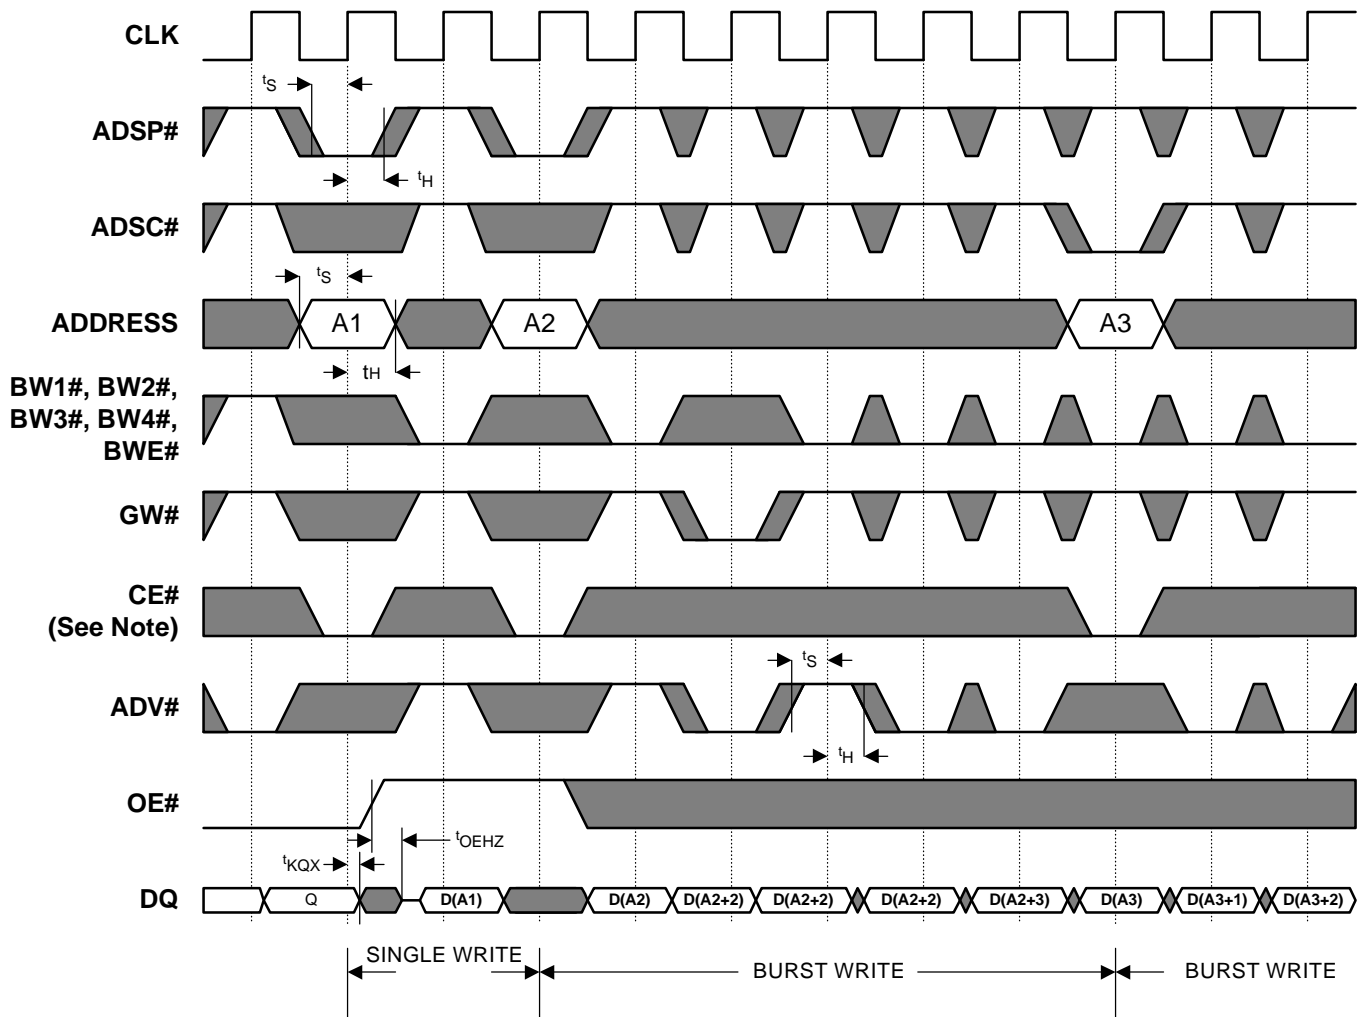 CLK
tS
ADSP#
tH
ADSC#
tS
ADDRESS A1 A2 A3
tH
BW1#, BW2#,
BW3#, BW4#,
BWE#
GW#
CE#
(See Note)
tS
ADV#
tH
OE#
tOEHZ
tKQX
DQ Q D(A1) D(A2) D(A2+2) D(A2+2) D(A2+2) D(A2+3) D(A3) D(A3+1) D(A3+2)
SINGLE WRITE BURST WRITE BURST WRITE